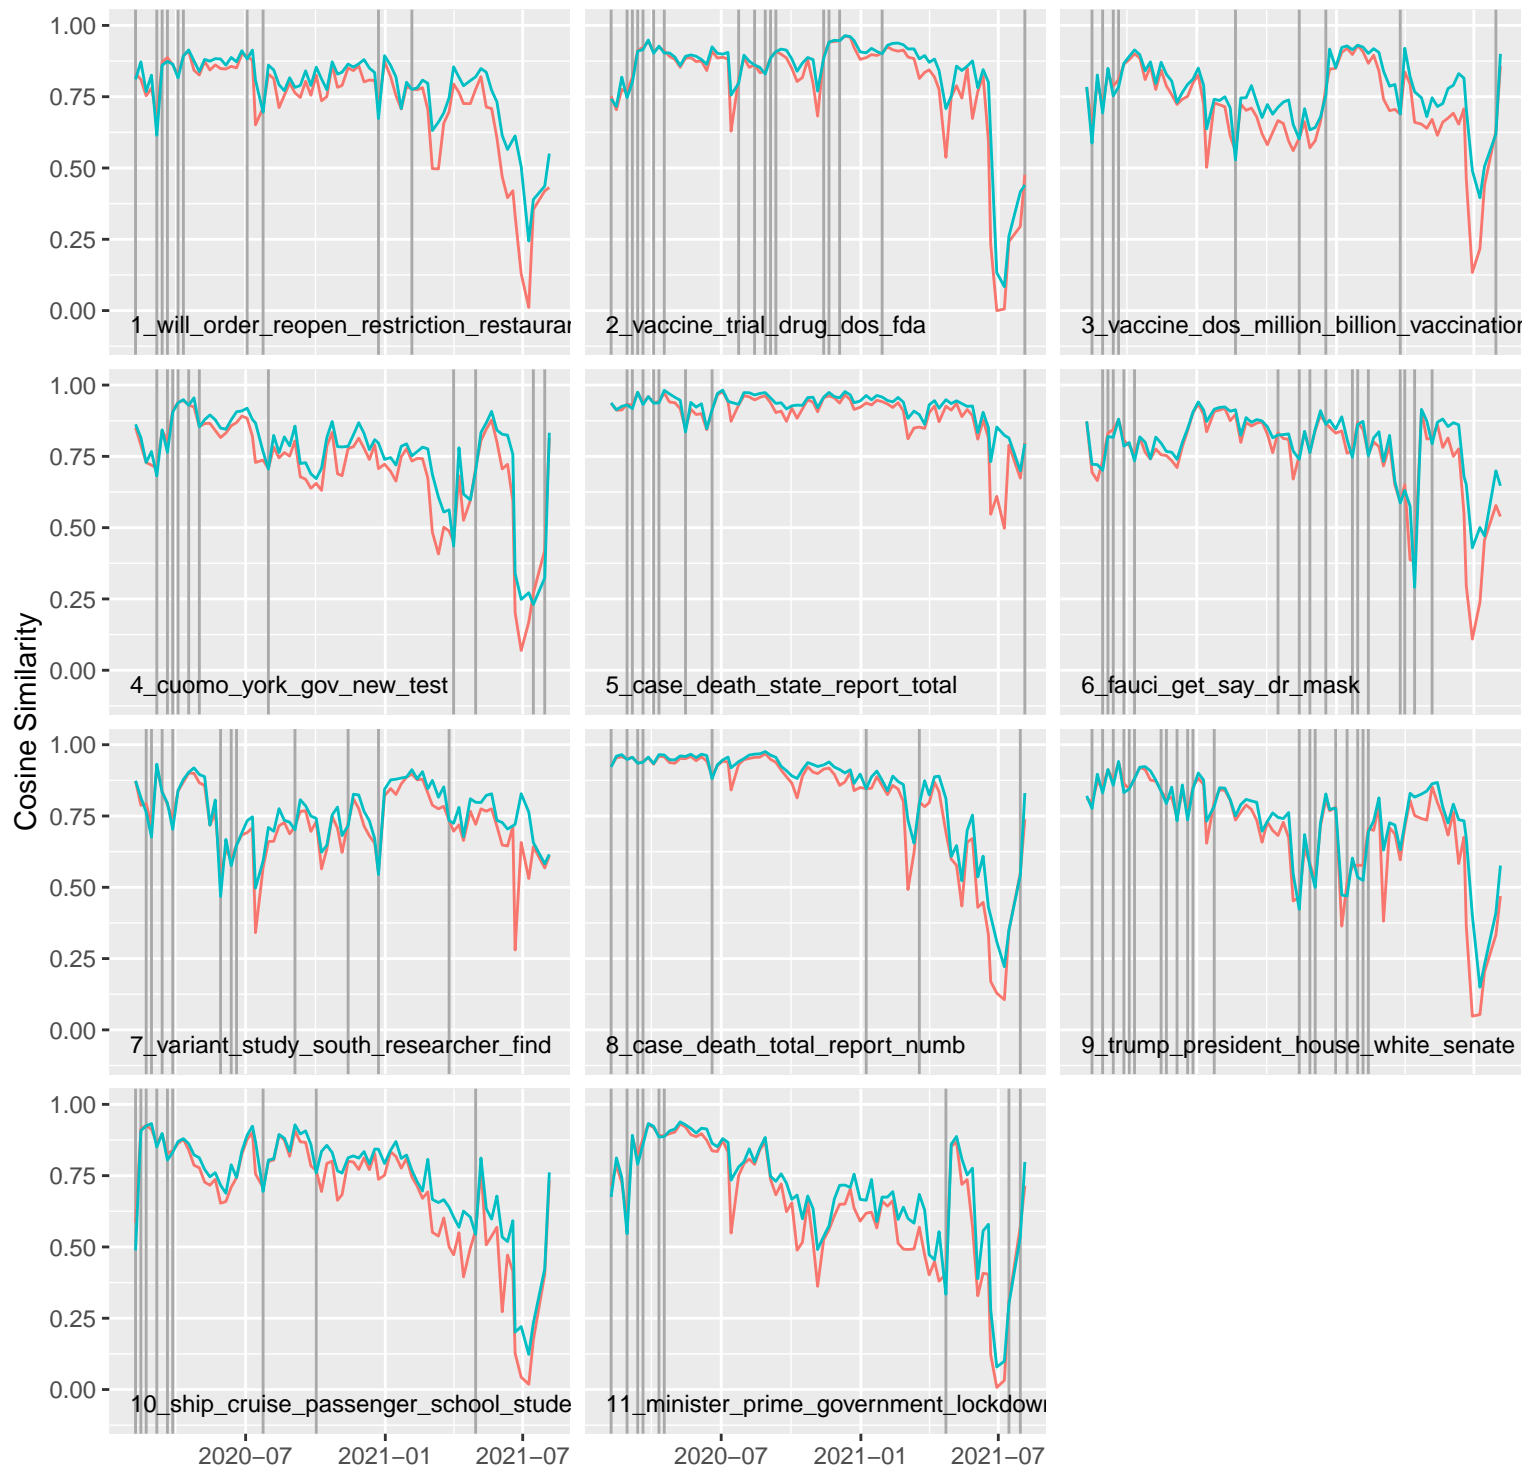 Cosine Similarity
1.00
0.75
0.50
0.25
0.00
1_will_order_reopen_restriction_restaurar
2_vaccine_trial_drug_dos_fda
3_vaccine_dos_million_billion_vaccination
1.00
0.75
0.50
0.25
0.00
4_cuomo_york_gov_new_test
5_case_death_state_report_total
6_fauci_get_say_dr_mask
1.00
0.75
0.50
0.25
0.00
7_variant_study_south_researcher_find
8_case_death_total_report_numb
9_trump_president_house_white_senate
1.00
0.75
0.50
0.25
0.00
10_ship_cruise_passenger_school_stude
11_minister_prime_government_lockdown
2020−07
2021−01
2021−07
2020−07
2021−01
2021−07